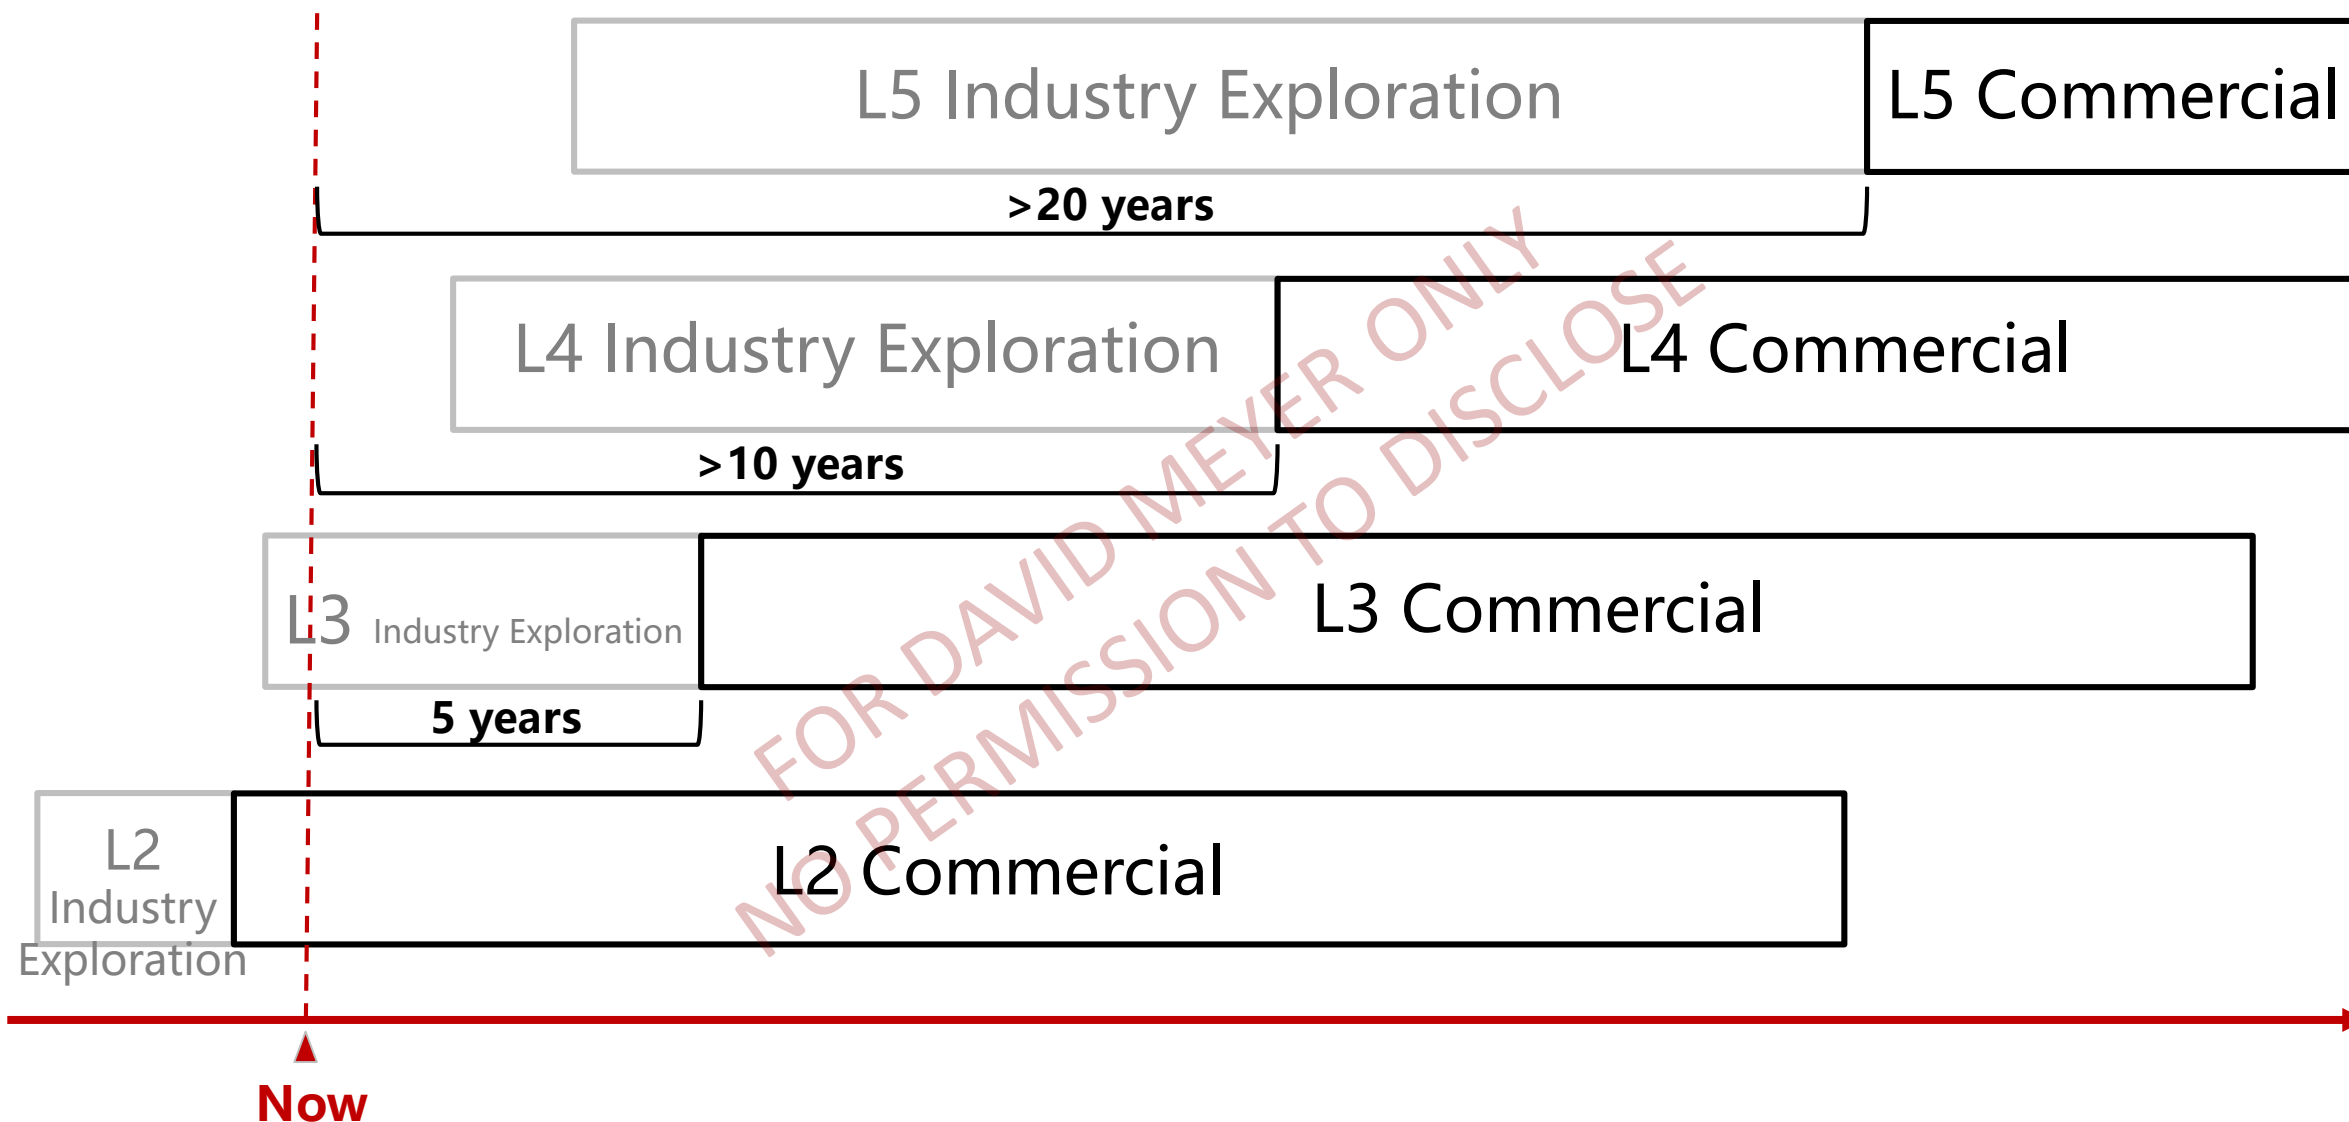 L5 Industry Exploration
L5 Commercial
>20 years
L4 Industry Exploration
L4 Commercial
>10 years
L3 Industry Exploration
L3 Commercial
5 years
L2
Industry
Exploration
L2 Commercial
Now
FOR DAVID MEYER ONLY
NO PERMISSION TO DISCLOSE